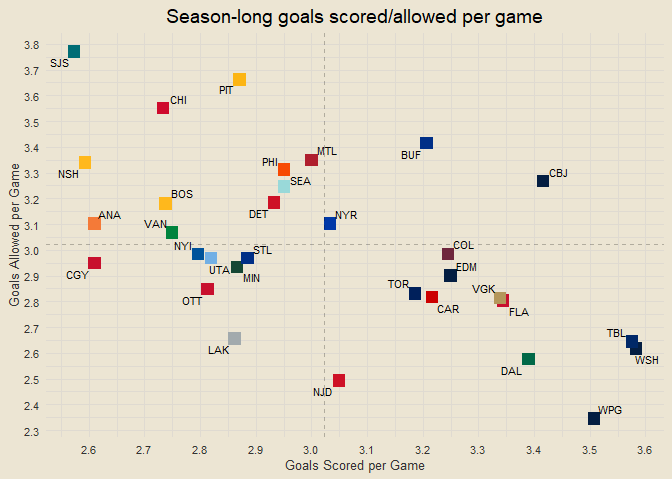 Season-long goals scored/allowed per game
3.8
3.7
3.6
3.5
3.4
3.3
3.2
3.1
3.0
2.9
2.8
2.7
2.6
2.5
2.4
2.3
Goals Allowed per Game
SJS
PIT
CHI
BUF
MTL
PHI
NSH
SEA
CBJ
BOS
DET
NYR
ANA
VAN
NYI
STL
COL
UTA
MIN
EDM
CGY
TOR
VGK
OTT
CAR
FLA
TBL
LAK
WSH
DAL
NJD
WPG
2.6 2.7 2.8 2.9 3.0 3.1 3.2 3.3 3.4 3.5 3.6
Goals Scored per Game